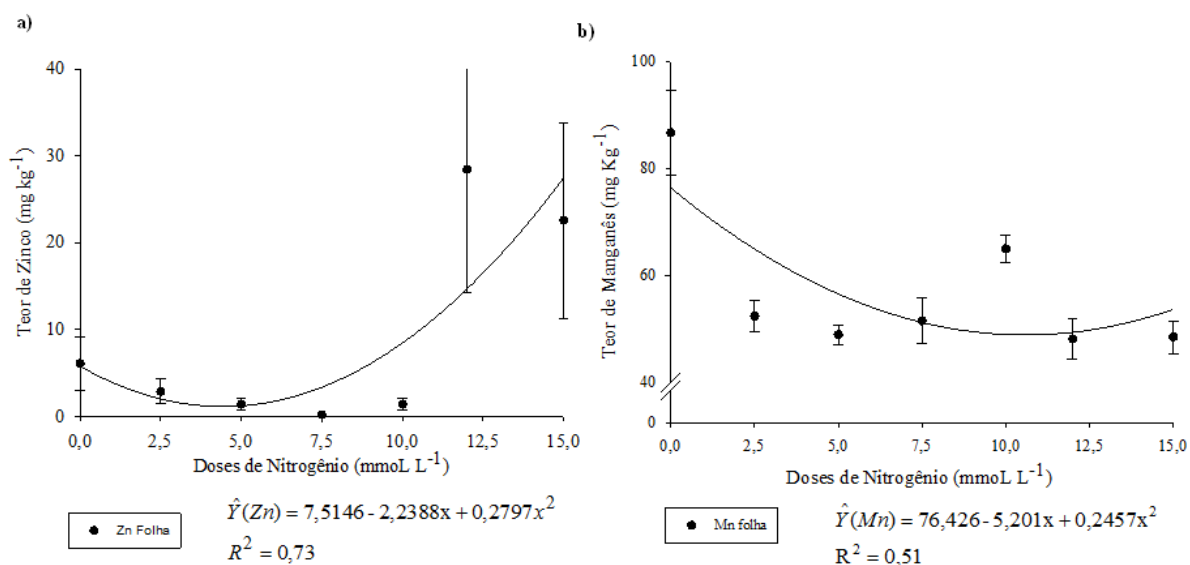 a)
40
30
20
10
0
Teor de Zinco (mg kg⁻¹)
0,0 2,5 5,0 7,5 10,0 12,5 15,0
Doses de Nitrogênio (mmoL L⁻¹)
Zn Folha
Ŷ(Zn) = 7,5146 - 2,2388x + 0,2797x²
R² = 0,73
b)
100
80
60
40
0
Teor de Manganês (mg Kg⁻¹)
0,0 2,5 5,0 7,5 10,0 12,5 15,0
Doses de Nitrogênio (mmoL L⁻¹)
Mn folha
Ŷ(Mn) = 76,426 - 5,201x + 0,2457x²
R² = 0,51